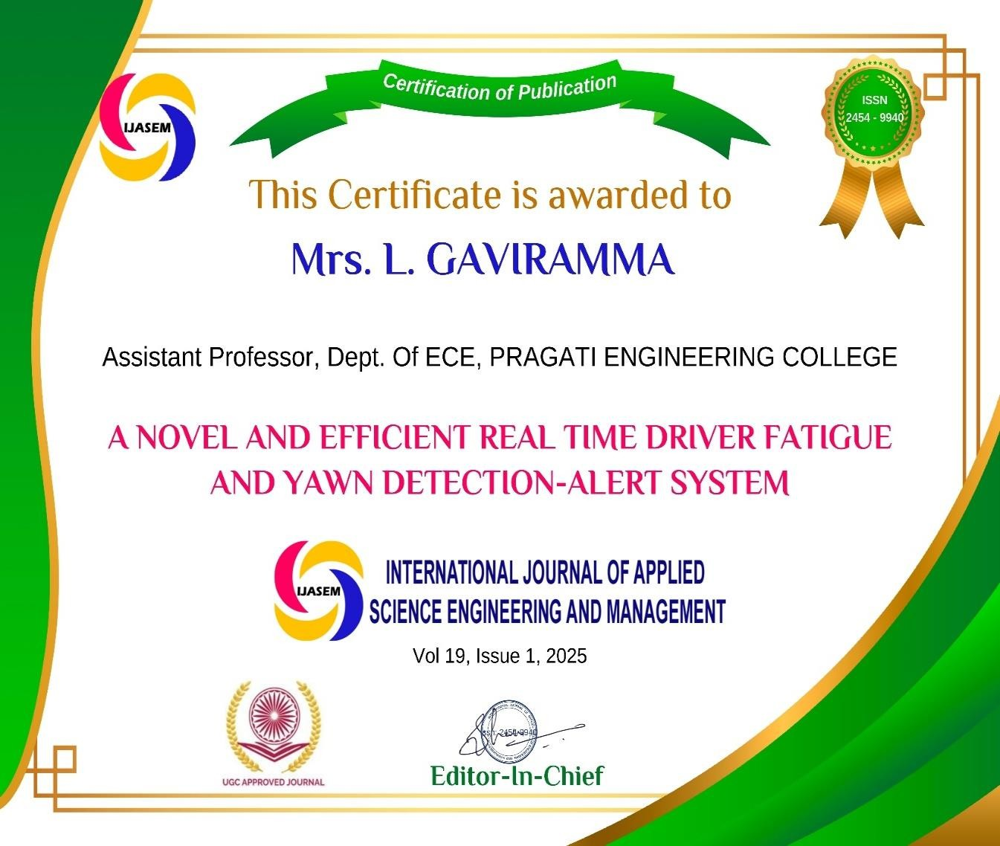 Certification of Publication
IJASEM
ISSN
2454 - 9940
This Certificate is awarded to
Mrs. L. GAVIRAMMA
Assistant Professor, Dept. Of ECE, PRAGATI ENGINEERING COLLEGE
A NOVEL AND EFFICIENT REAL TIME DRIVER FATIGUE
AND YAWN DETECTION-ALERT SYSTEM
IJASEM
INTERNATIONAL JOURNAL OF APPLIED
SCIENCE ENGINEERING AND MANAGEMENT
Vol 19, Issue 1, 2025
UGC APPROVED JOURNAL
2454-9940
Editor-In-Chief